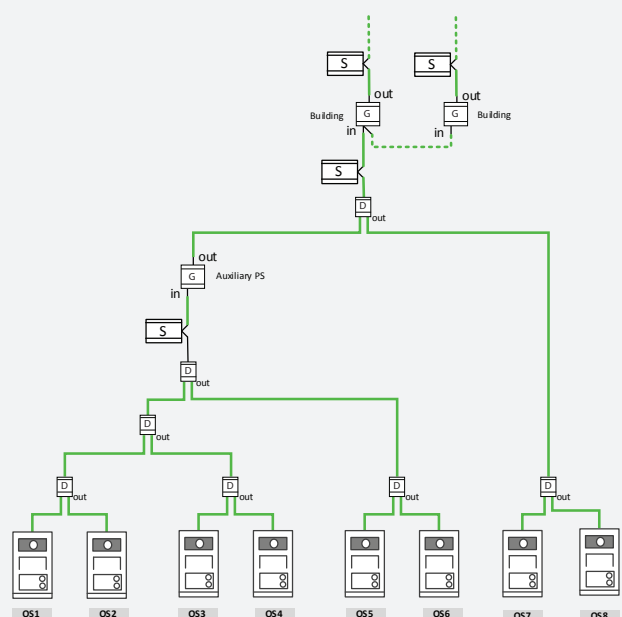 S
S
out
out
Building
G
G
Building
in
in
S
D
out
out
G
Auxiliary PS
in
S
D
out
D
out
D
out
D
out
D
out
D
out
OS1
OS2
OS3
OS4
OS5
OS6
OS7
OS8